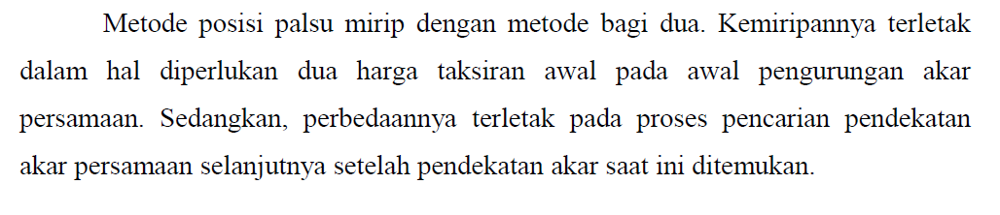 Metode posisi palsu mirip dengan metode bagi dua. Kemiripannya terletak
dalam hal diperlukan dua harga taksiran awal pada awal pengurungan akar
persamaan. Sedangkan, perbedaannya terletak pada proses pencarian pendekatan
akar persamaan selanjutnya setelah pendekatan akar saat ini ditemukan.